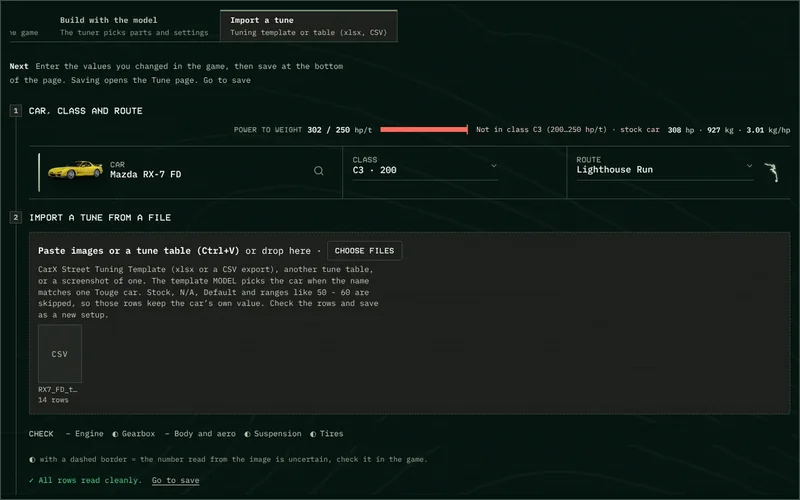 Build with the model
Import a tune
e game
The tuner picks parts and settings
Tuning template or table (xlsx, CSV)
Next Enter the values you changed in the game, then save at the bottom
of the page. Saving opens the Tune page. Go to save
1 CAR, CLASS AND ROUTE
POWER TO WEIGHT 302 / 250 hp/t Not in class C3 (200…250 hp/t) · stock car 308 hp · 927 kg · 3.01 kg/hp
CAR
Mazda RX-7 FD
CLASS
C3 · 200
ROUTE
Lighthouse Run
2 IMPORT A TUNE FROM A FILE
Paste images or a tune table (Ctrl+V) or drop here · CHOOSE FILES
CarX Street Tuning Template (xlsx or a CSV export), another tune table,
or a screenshot of one. The template MODEL picks the car when the name
matches one Touge car. Stock, N/A, Default and ranges like 50 - 60 are
skipped, so those rows keep the car's own value. Check the rows and save
as a new setup.
CSV
RX7_FD_t…
14 rows
CHECK – Engine ◐ Gearbox – Body and aero ◐ Suspension ◐ Tires
◐ with a dashed border = the number read from the image is uncertain, check it in the game.
✓ All rows read cleanly. Go to save